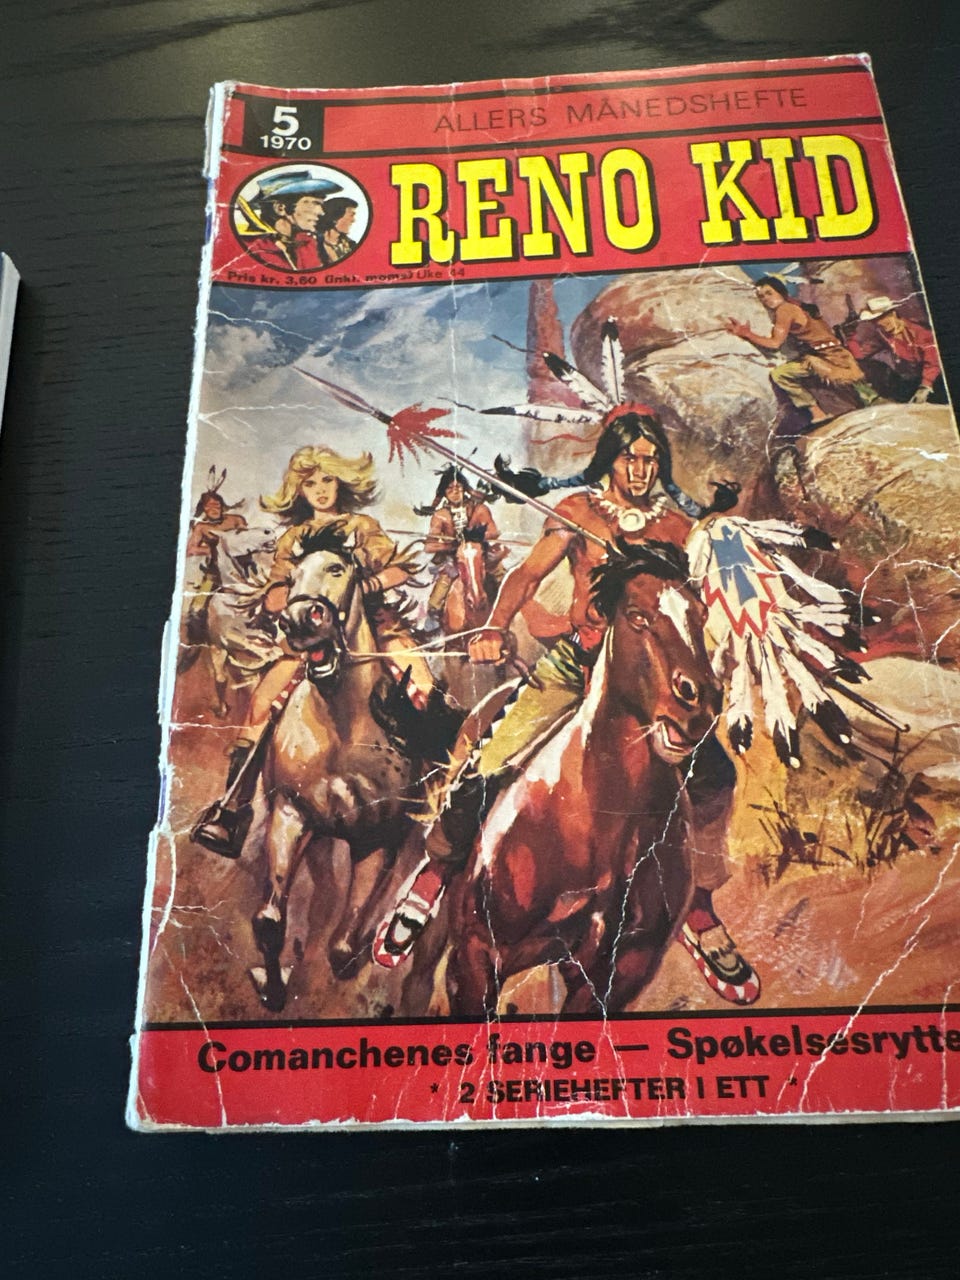 5
1970
ALLERS MÅNEDSHEFTE
RENO KID
Pris kr. 3,60 (inkl. moms) Uke 44
Comanchenes fange — Spøkelsesrytte
* 2 SERIEHEFTER I ETT *